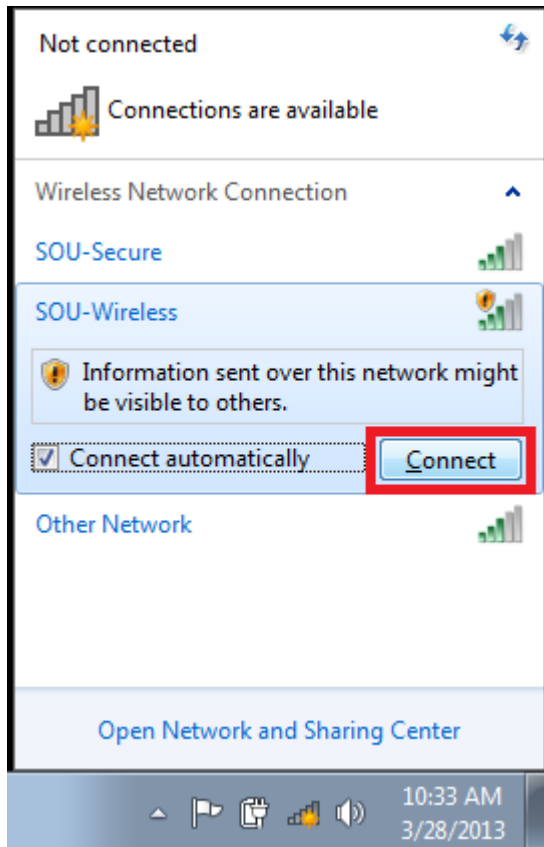 Not connected
Connections are available
Wireless Network Connection
SOU-Secure
SOU-Wireless
Information sent over this network might
be visible to others.
Connect automatically
Connect
Other Network
Open Network and Sharing Center
10:33 AM
3/28/2013